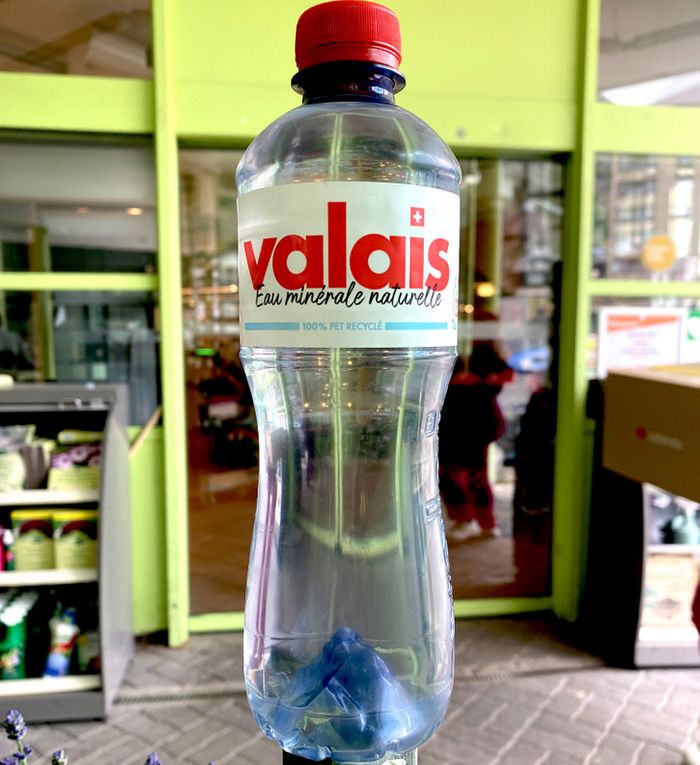 valais
Eau minérale naturelle
100% PET RECYCLÉ